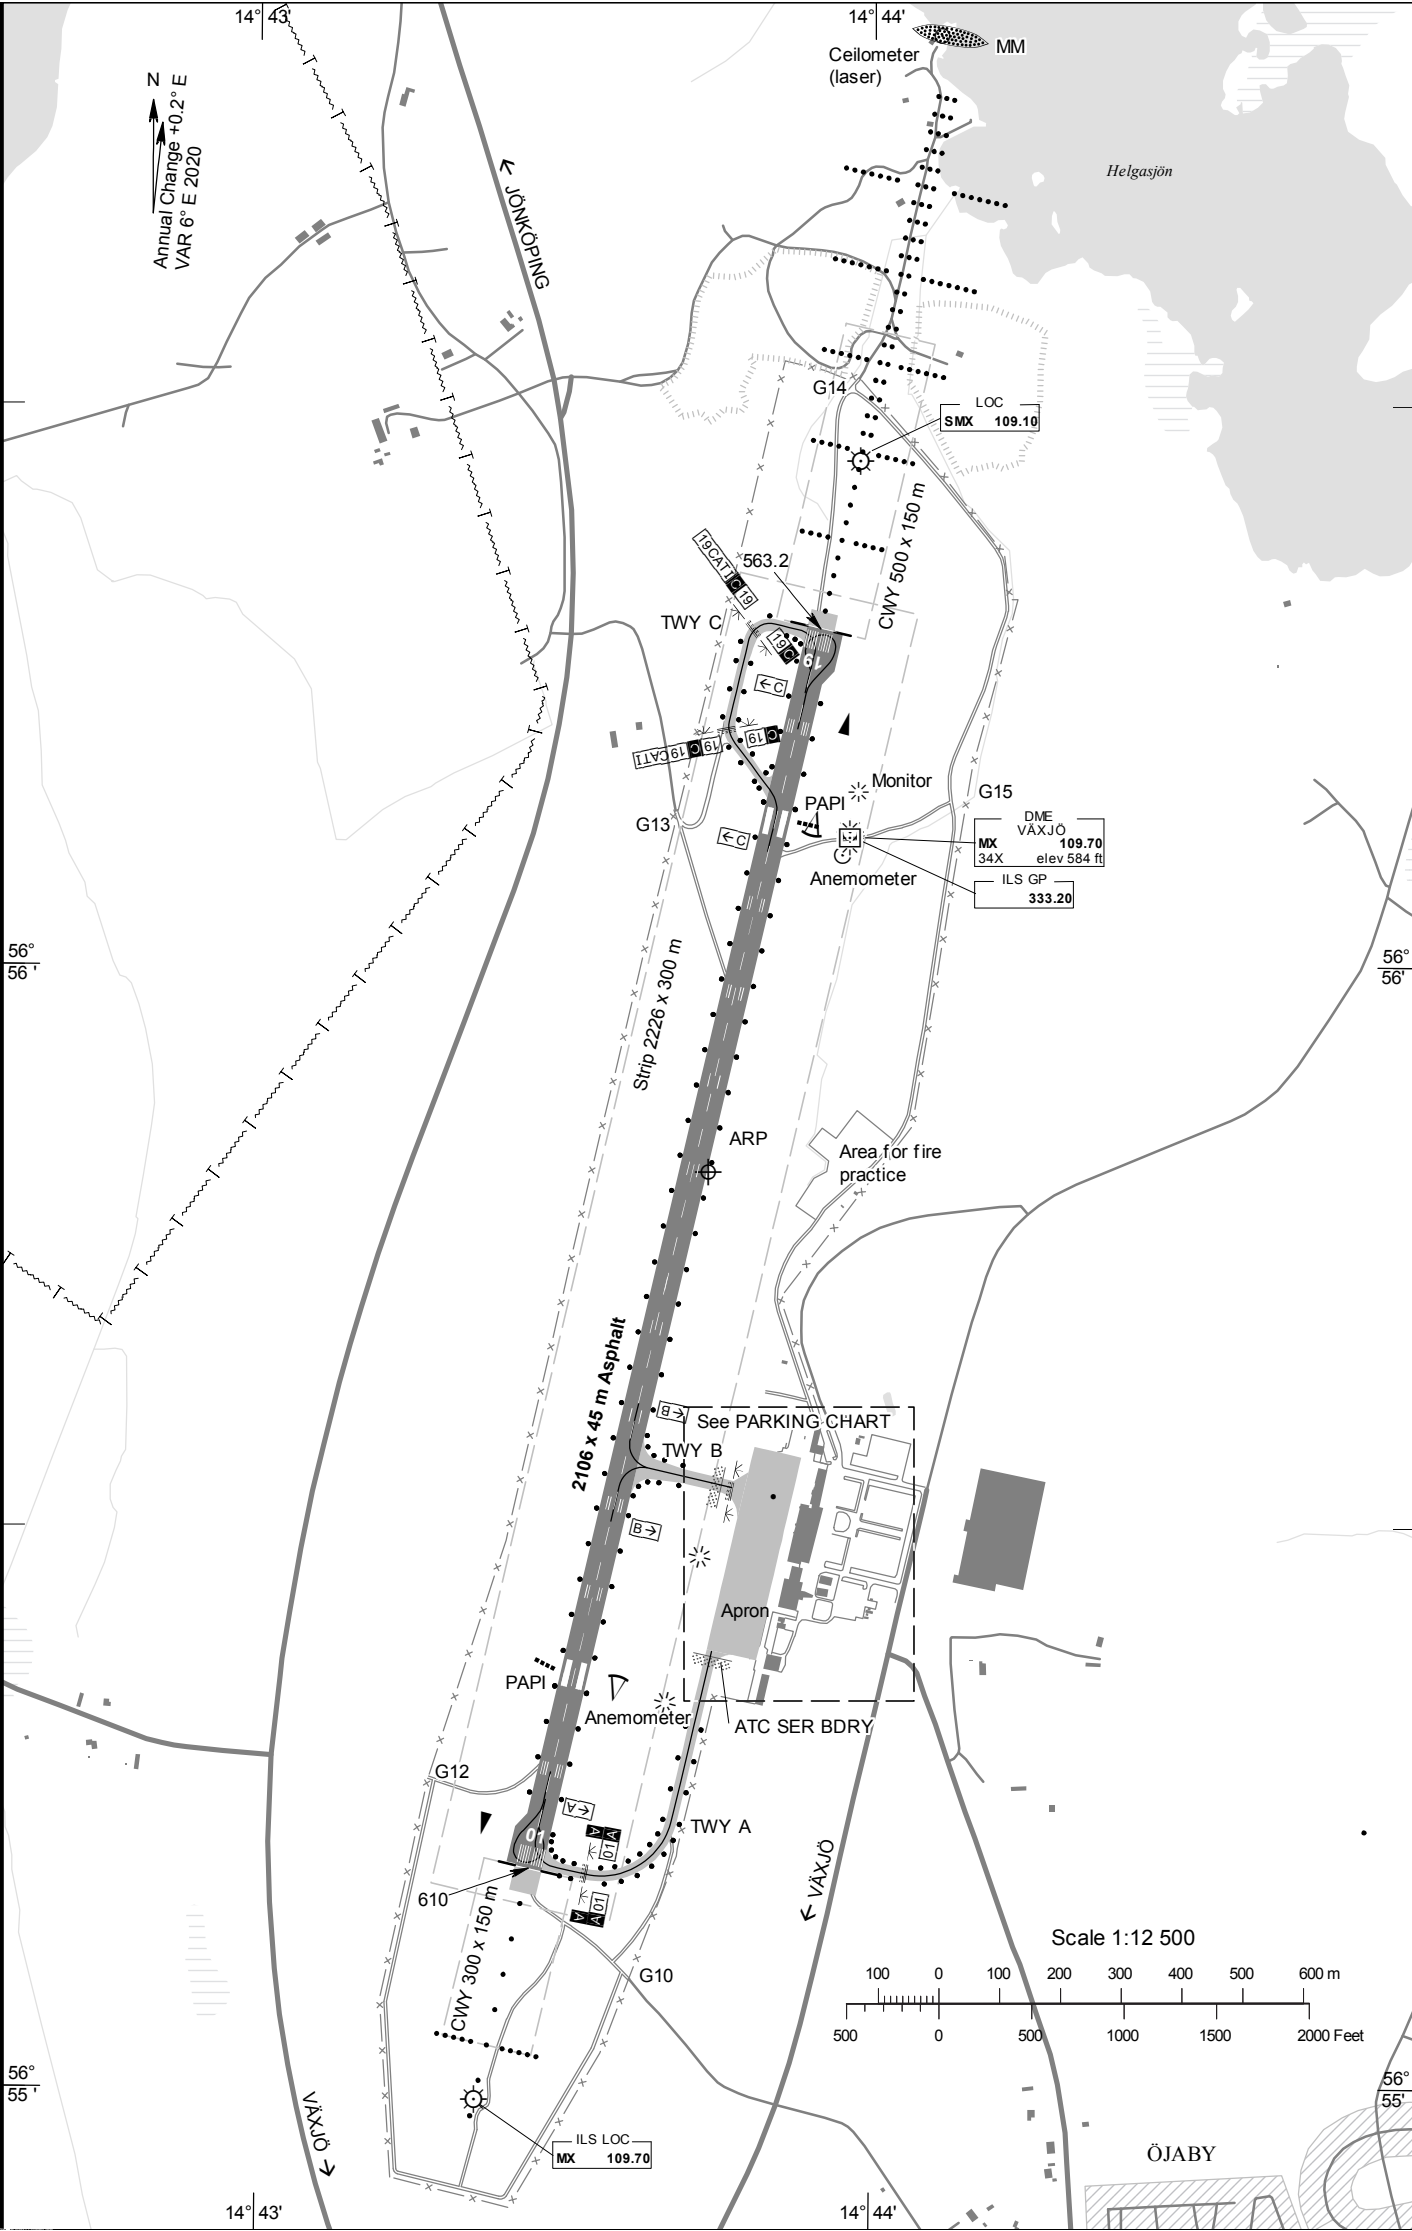 14° 43'
14° 44'
Ceilometer
(laser)
MM
N
Annual Change +0.2° E
VAR 6° E 2020
← JÖNKÖPING
Helgasjön
G14
LOC
SMX 109.10
CWY 500 x 150 m
19CATI C 19
563.2
TWY C
19 C
19
← C
C 19
19CATI C 19
Monitor
PAPI
G15
G13
← C
DME
VÄXJÖ
MX 109.70
34X elev 584 ft
Anemometer
ILS GP
333.20
56°
56'
56°
56'
Strip 2226 x 300 m
ARP
Area for fire
practice
2106 x 45 m Asphalt
← B
See PARKING CHART
TWY B
B →
Apron
PAPI
Anemometer
ATC SER BDRY
G12
← A
TWY A
01
A 01
A
610
A
A 01
← VÄXJÖ
CWY 300 x 150 m
G10
Scale 1:12 500
100 0 100 200 300 400 500 600 m
500 0 500 1000 1500 2000 Feet
56°
55'
56°
55'
VÄXJÖ →
ILS LOC
MX 109.70
ÖJABY
14° 43'
14° 44'